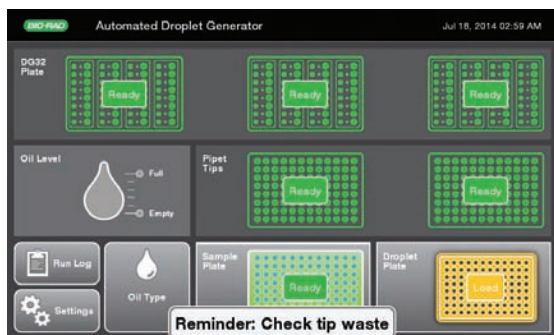 BIO-RAD Automated Droplet Generator Jul 18, 2014 02:59 AM
DG32
Plate
Ready Ready Ready
Oil Level
Full
Empty
Pipet
Tips
Ready Ready
Run Log
Settings
Oil Type
Sample
Plate
Ready
Droplet
Plate
Load
Reminder: Check tip waste